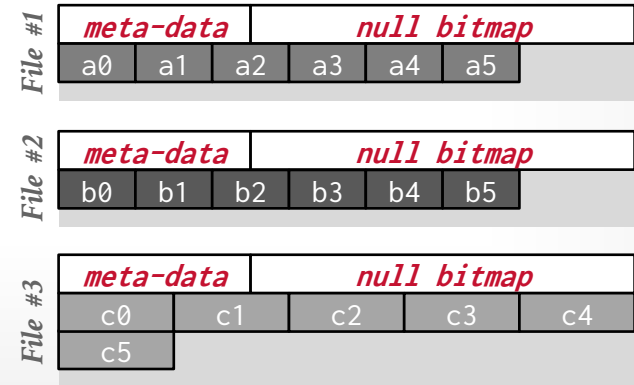 File #1
meta-data null bitmap
a0 a1 a2 a3 a4 a5
File #2
meta-data null bitmap
b0 b1 b2 b3 b4 b5
File #3
meta-data null bitmap
c0 c1 c2 c3 c4
c5